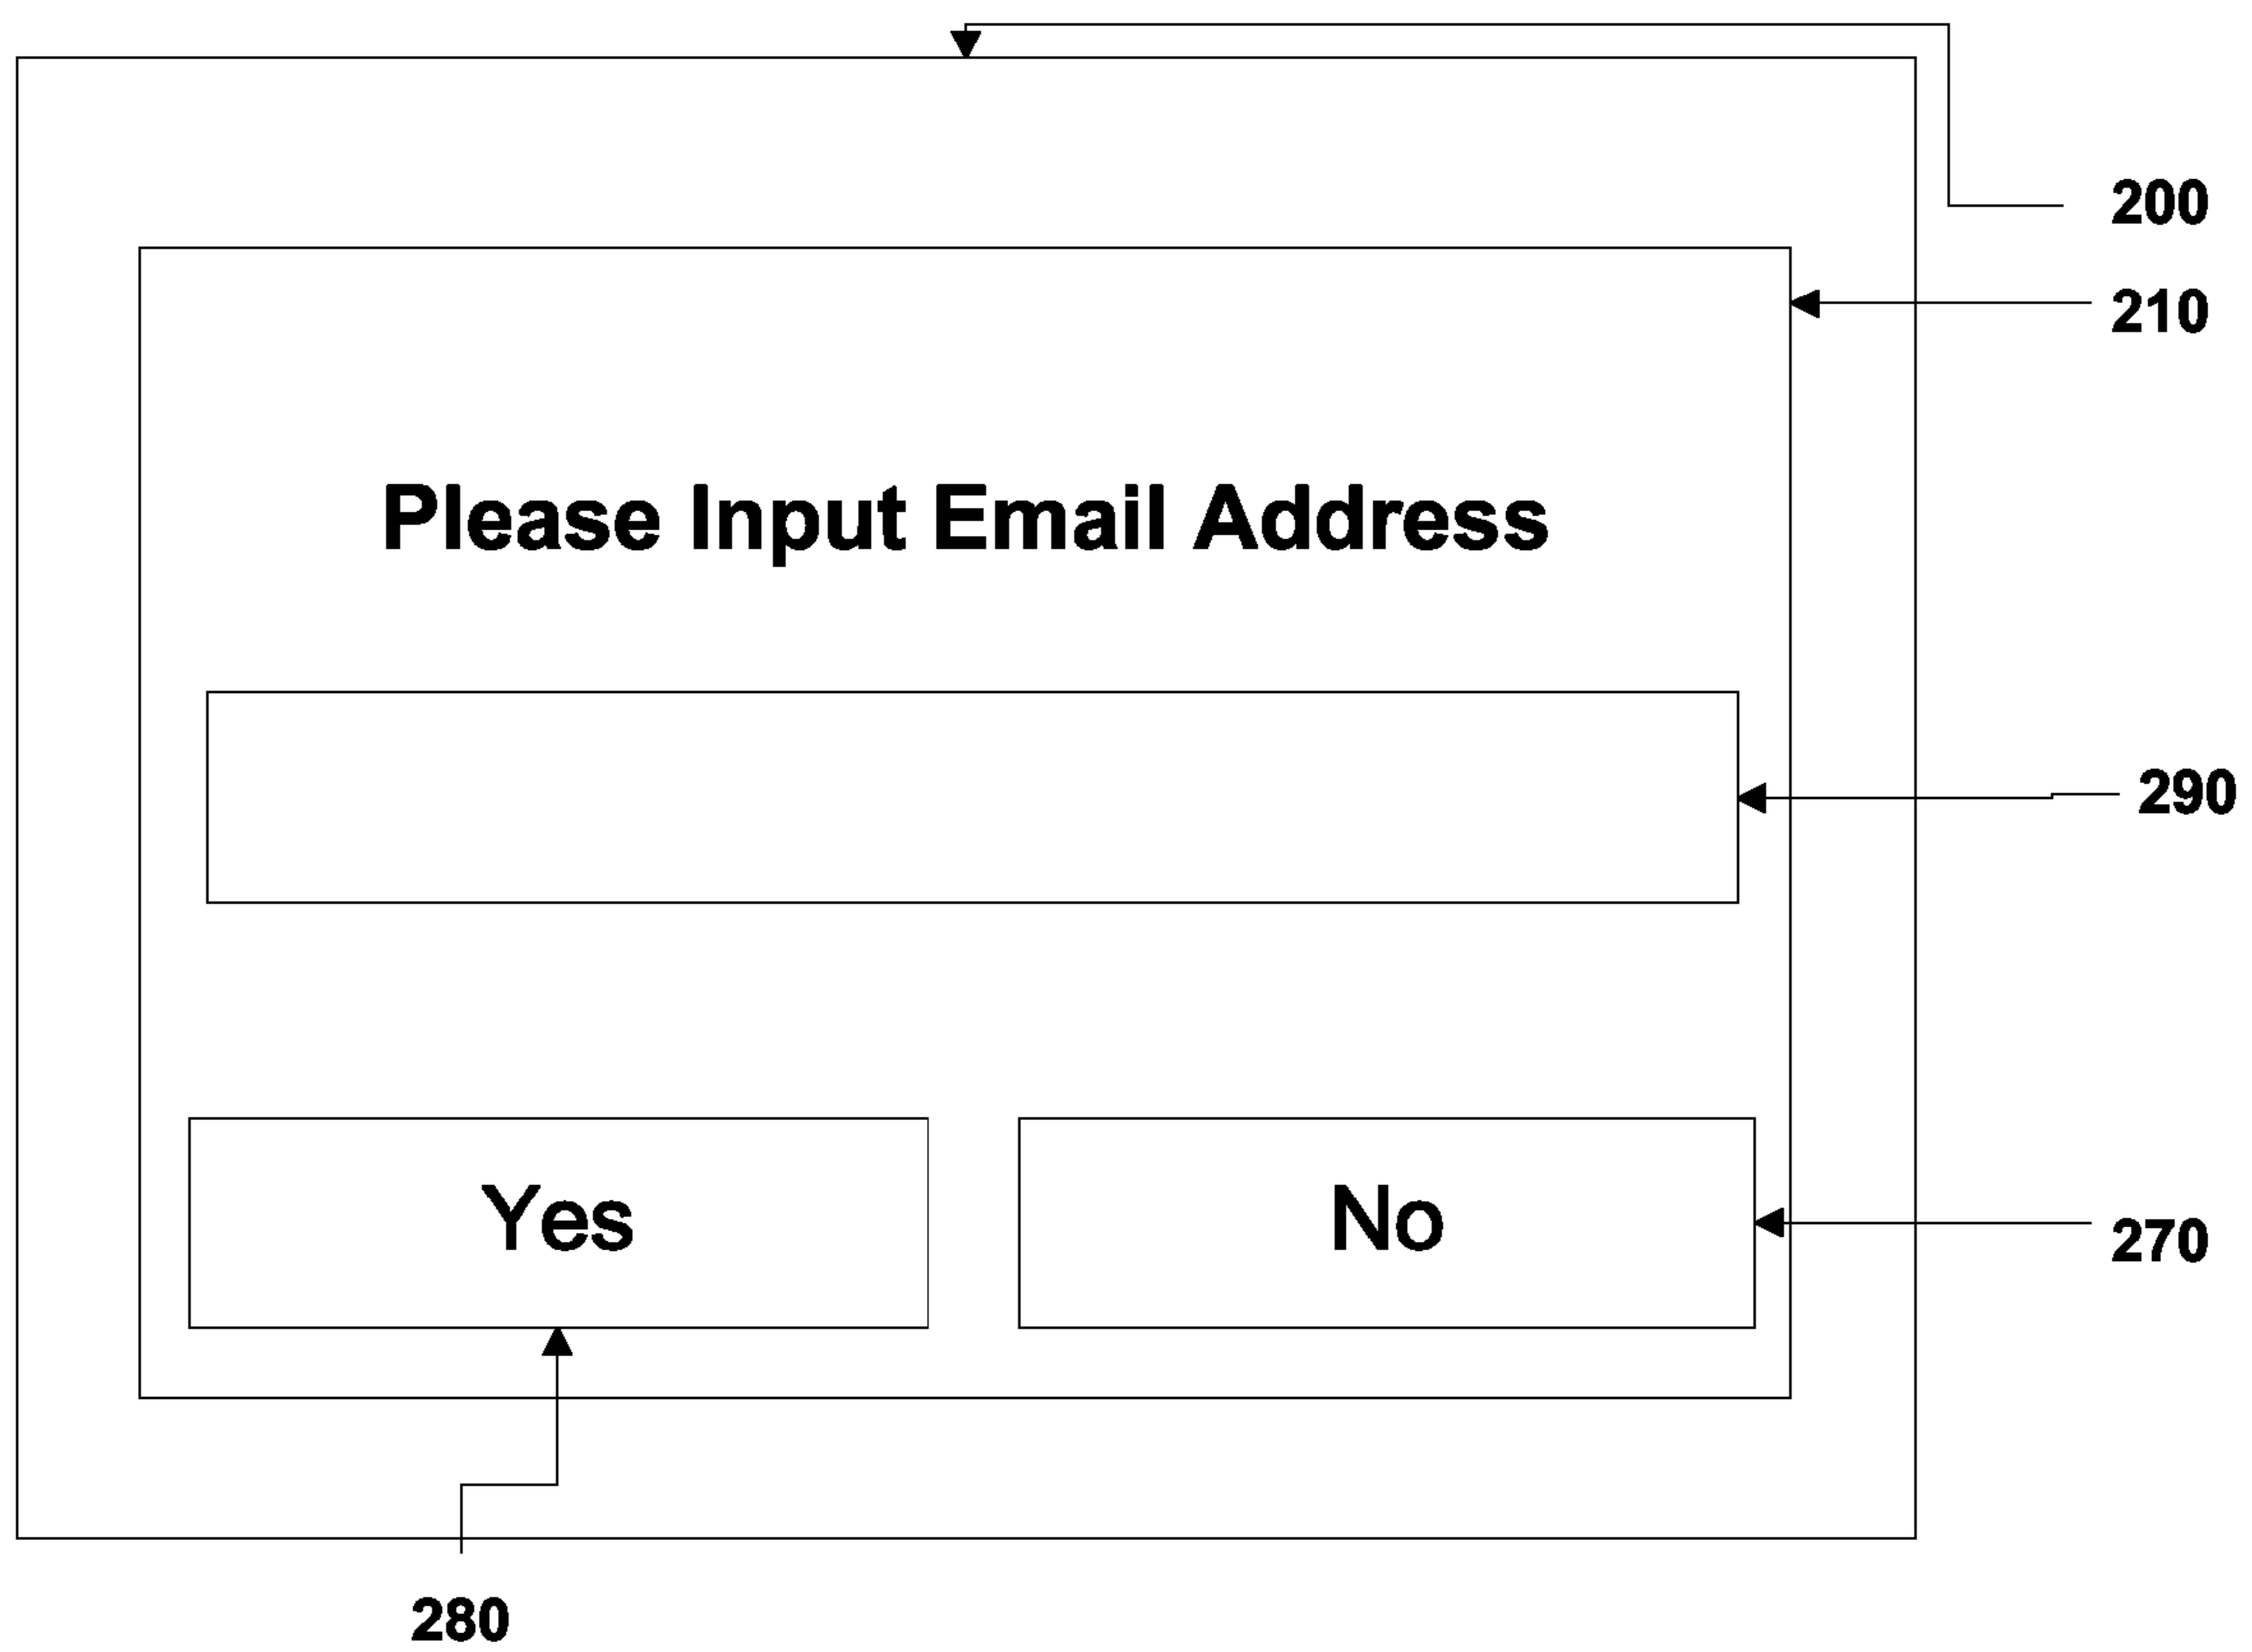 200
210
Please Input Email Address
290
Yes No
270
280